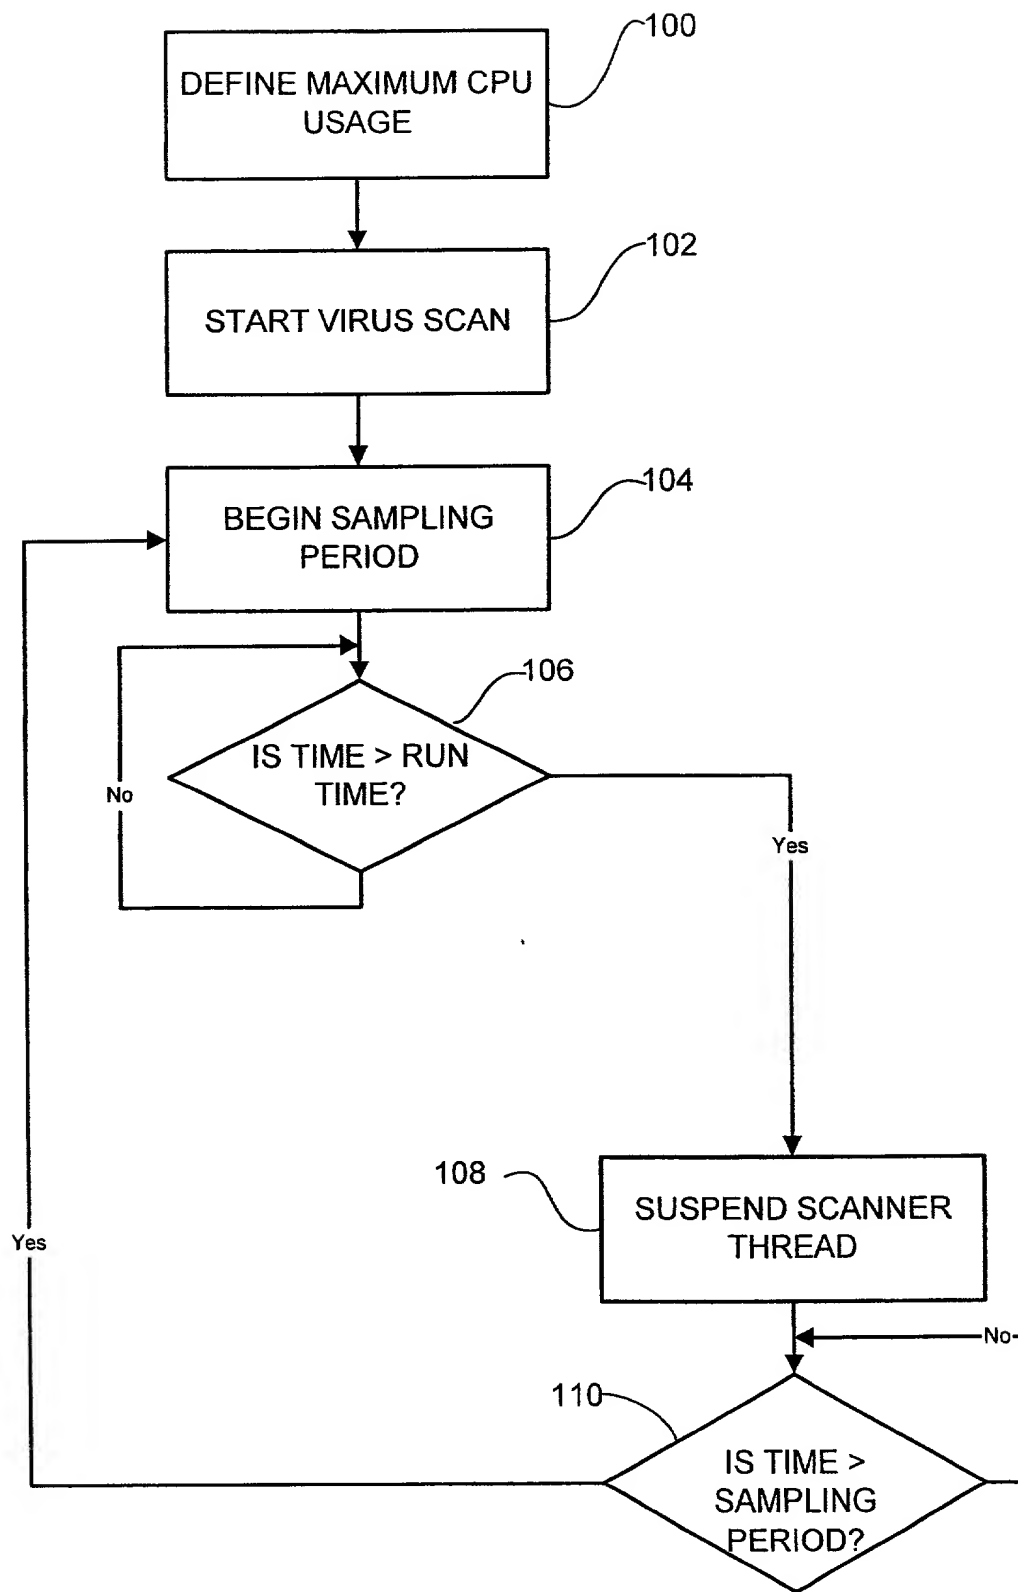 100
DEFINE MAXIMUM CPU
USAGE
102
START VIRUS SCAN
104
BEGIN SAMPLING
PERIOD
106
IS TIME > RUN
TIME?
No
Yes
108
SUSPEND SCANNER
THREAD
Yes
No
110
IS TIME >
SAMPLING
PERIOD?